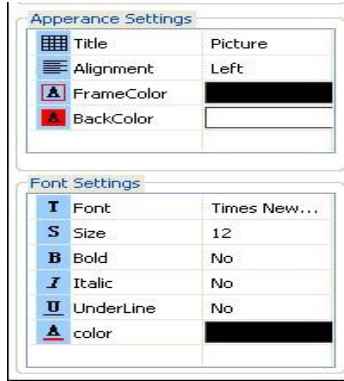 Apperance Settings
Title Picture
Alignment Left
A FrameColor
A BackColor
Font Settings
T Font Times New...
S Size 12
B Bold No
I Italic No
U UnderLine No
A color